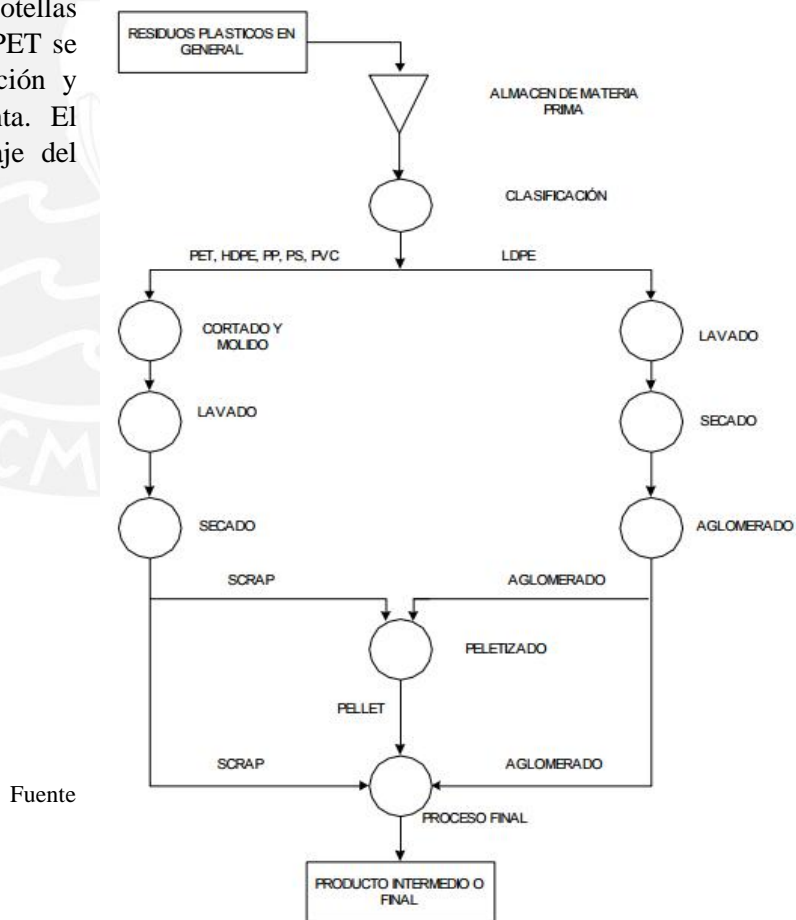 otellas
PET se
ción y
nta. El
aje del
RESIDUOS PLASTICOS EN
GENERAL
ALMACEN DE MATERIA
PRIMA
CLASIFICACIÓN
PET, HDPE, PP, PS, PVC
LDPE
CORTADO Y
MOLIDO
LAVADO
LAVADO
SECADO
SECADO
AGLOMERADO
SCRAP
AGLOMERADO
PELETIZADO
PELLET
SCRAP
AGLOMERADO
Fuente
PROCESO FINAL
PRODUCTO INTERMEDIO O
FINAL